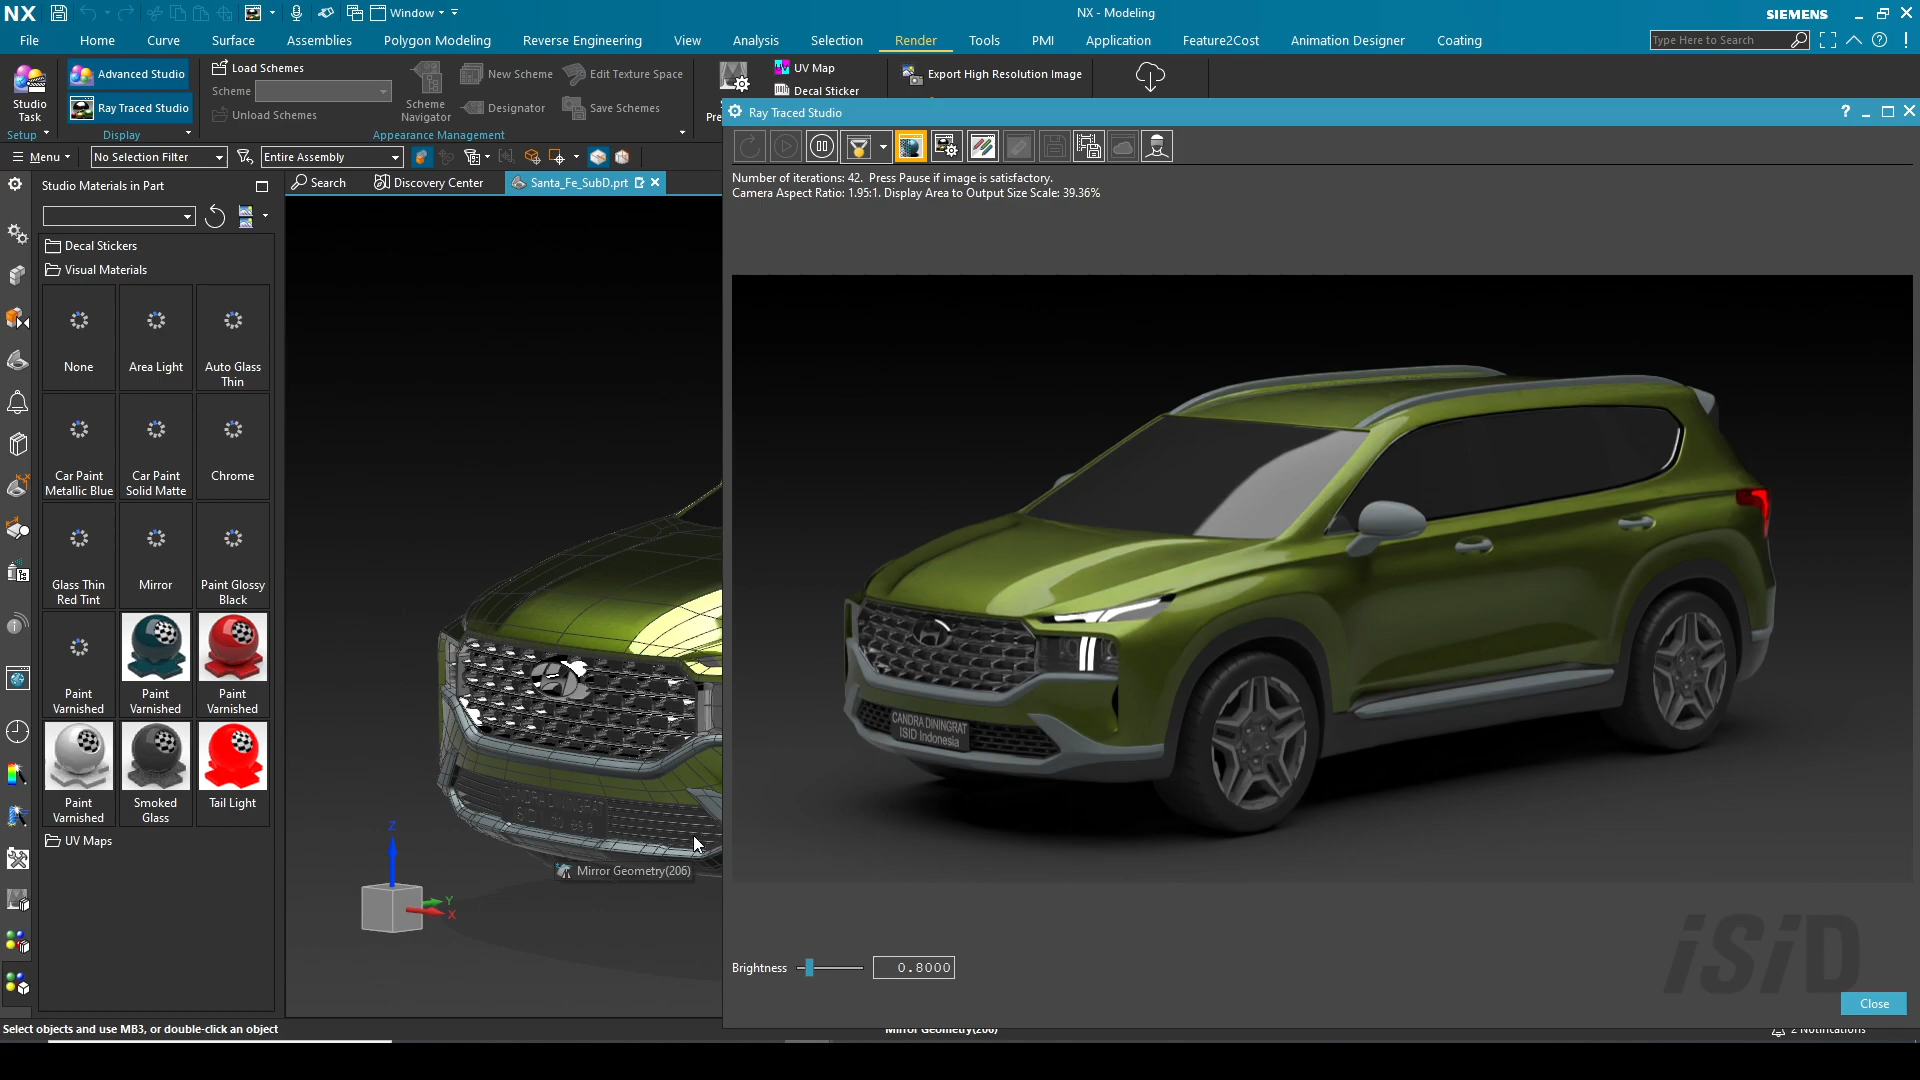 NX
Window
NX - Modeling
SIEMENS
File
Home
Curve
Surface
Assemblies
Polygon Modeling
Reverse Engineering
View
Analysis
Selection
Render
Tools
PMI
Application
Feature2Cost
Animation Designer
Coating
Type Here to Search
Studio
Task
Advanced Studio
Ray Traced Studio
Load Schemes
Scheme
Unload Schemes
Scheme
Navigator
New Scheme
Designator
Edit Texture Space
Save Schemes
UV Map
Decal Sticker
Export High Resolution Image
Setup
Display
Appearance Management
Menu
No Selection Filter
Entire Assembly
Ray Traced Studio
Number of iterations: 42. Press Pause if image is satisfactory.
Camera Aspect Ratio: 1.95:1. Display Area to Output Size Scale: 39.36%
Studio Materials in Part
Search
Discovery Center
Santa_Fe_SubD.prt
Decal Stickers
Visual Materials
None
Area Light
Auto Glass
Thin
Car Paint
Metallic Blue
Car Paint
Solid Matte
Chrome
Glass Thin
Red Tint
Mirror
Paint Glossy
Black
Paint
Varnished
Paint
Varnished
Paint
Varnished
Paint
Varnished
Smoked
Glass
Tail Light
UV Maps
CANDRA DININGRAT
ISID Indonesia
Z
Y
X
Mirror Geometry(206)
Brightness
0.8000
iSiD
Close
Select objects and use MB3, or double-click an object
Mirror Geometry(206)
2 Notifications